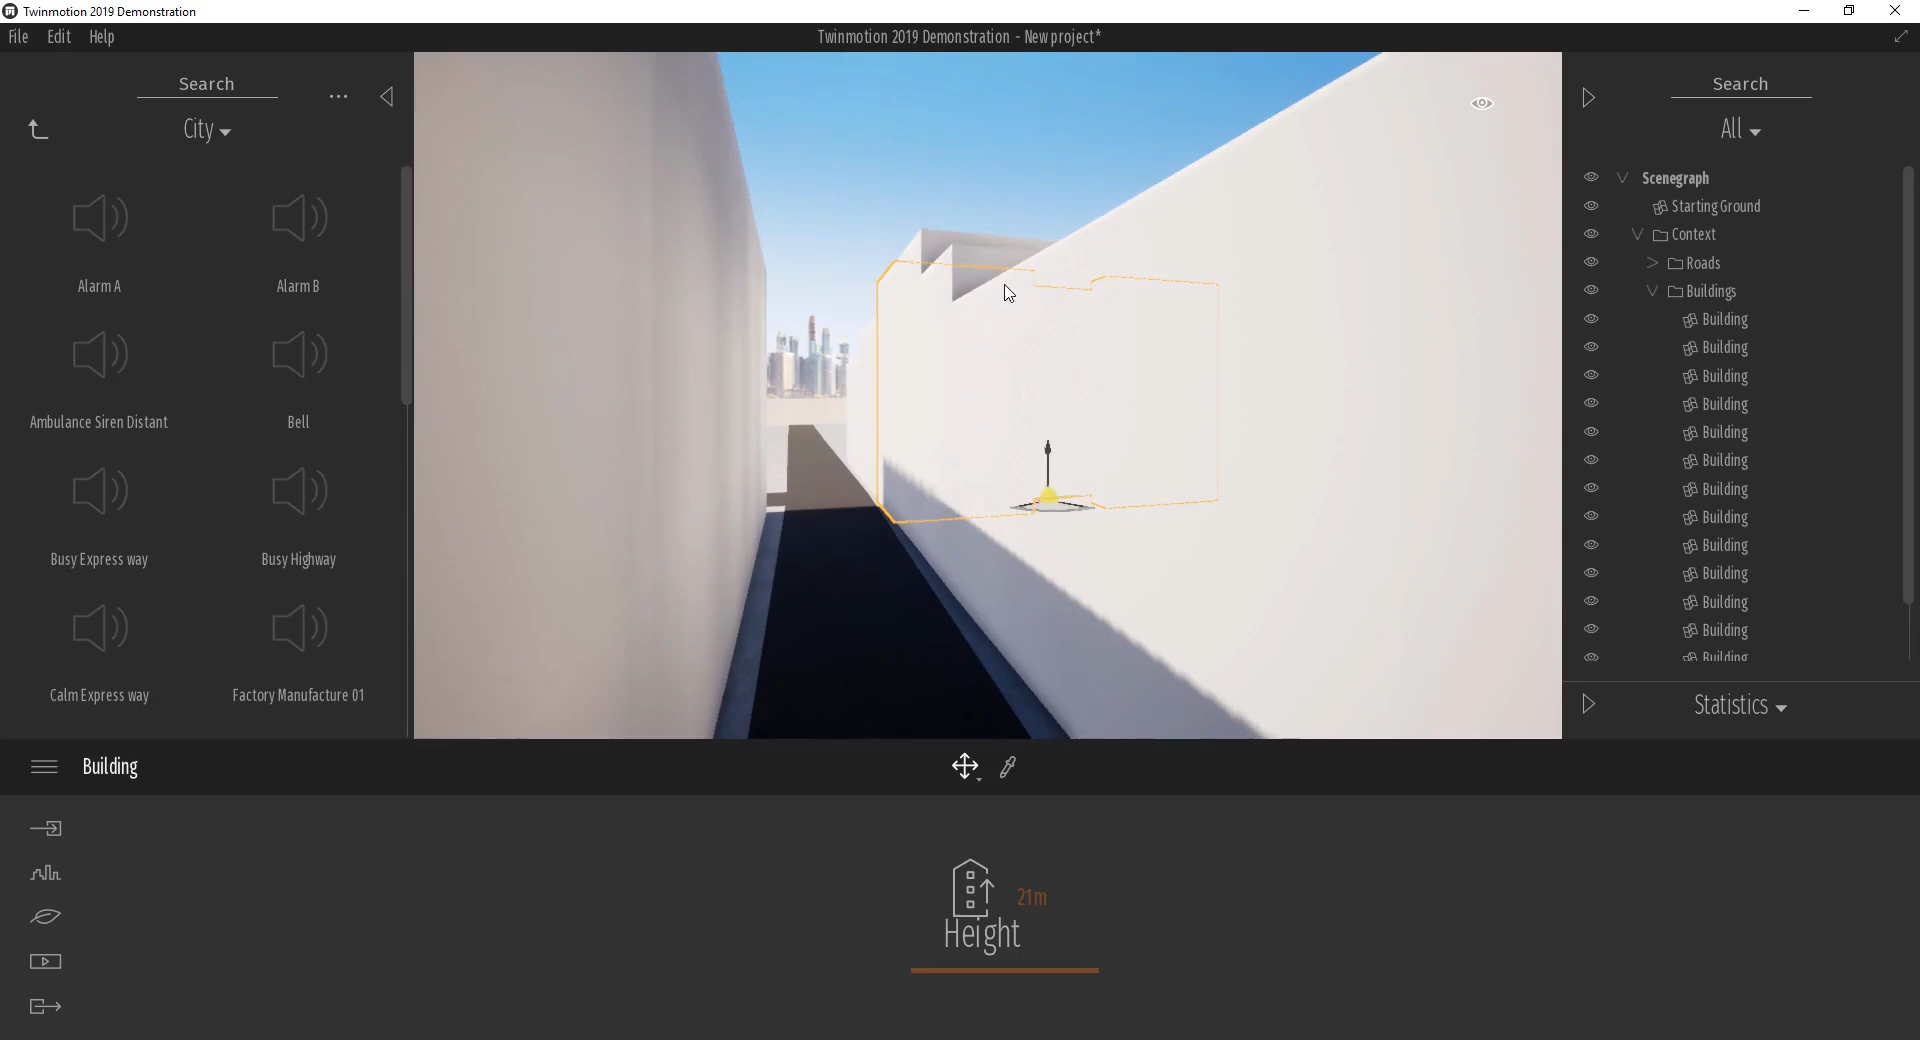 Twinmotion 2019 Demonstration
File Edit Help
Twinmotion 2019 Demonstration - New project*
Search
City
Alarm A
Alarm B
Ambulance Siren Distant
Bell
Busy Express way
Busy Highway
Calm Express way
Factory Manufacture 01
Search
All
Scenegraph
Starting Ground
Context
Roads
Buildings
Building
Building
Building
Building
Building
Building
Building
Building
Building
Building
Building
Building
Building
Statistics
Building
21m
Height